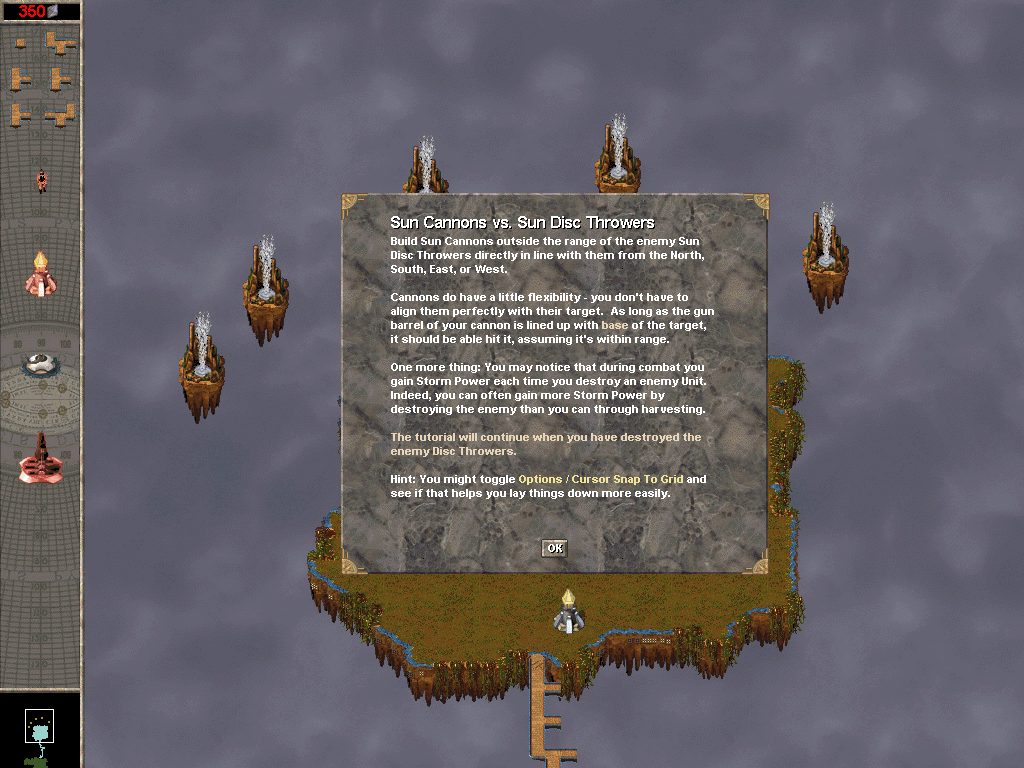 350
Sun Cannons vs. Sun Disc Throwers
Build Sun Cannons outside the range of the enemy Sun
Disc Throwers directly in line with them from the North,
South, East, or West.
Cannons do have a little flexibility - you don't have to
align them perfectly with their target.  As long as the gun
barrel of your cannon is lined up with base of the target,
it should be able hit it, assuming it's within range.
One more thing: You may notice that during combat you
gain Storm Power each time you destroy an enemy Unit.
Indeed, you can often gain more Storm Power by
destroying the enemy than you can through harvesting.
The tutorial will continue when you have destroyed the
enemy Disc Throwers.
Hint: You might toggle Options / Cursor Snap To Grid and
see if that helps you lay things down more easily.
OK